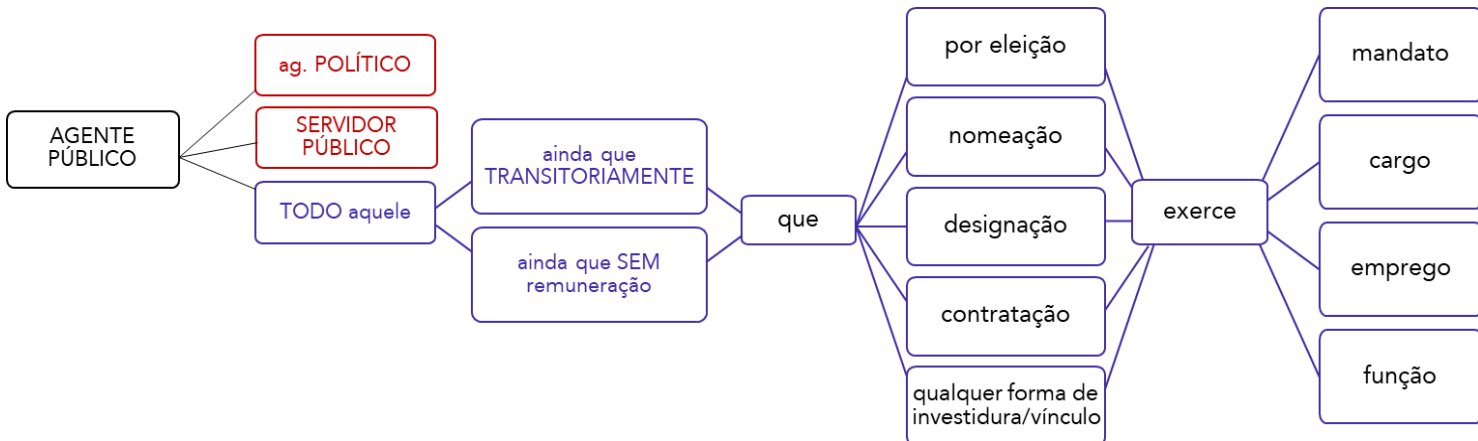 AGENTE
PÚBLICO
ag. POLÍTICO
SERVIDOR
PÚBLICO
TODO aquele
ainda que
TRANSITORIAMENTE
ainda que SEM
remuneração
que
por eleição
nomeação
designação
contratação
qualquer forma de
investidura/vínculo
exerce
mandato
cargo
emprego
função